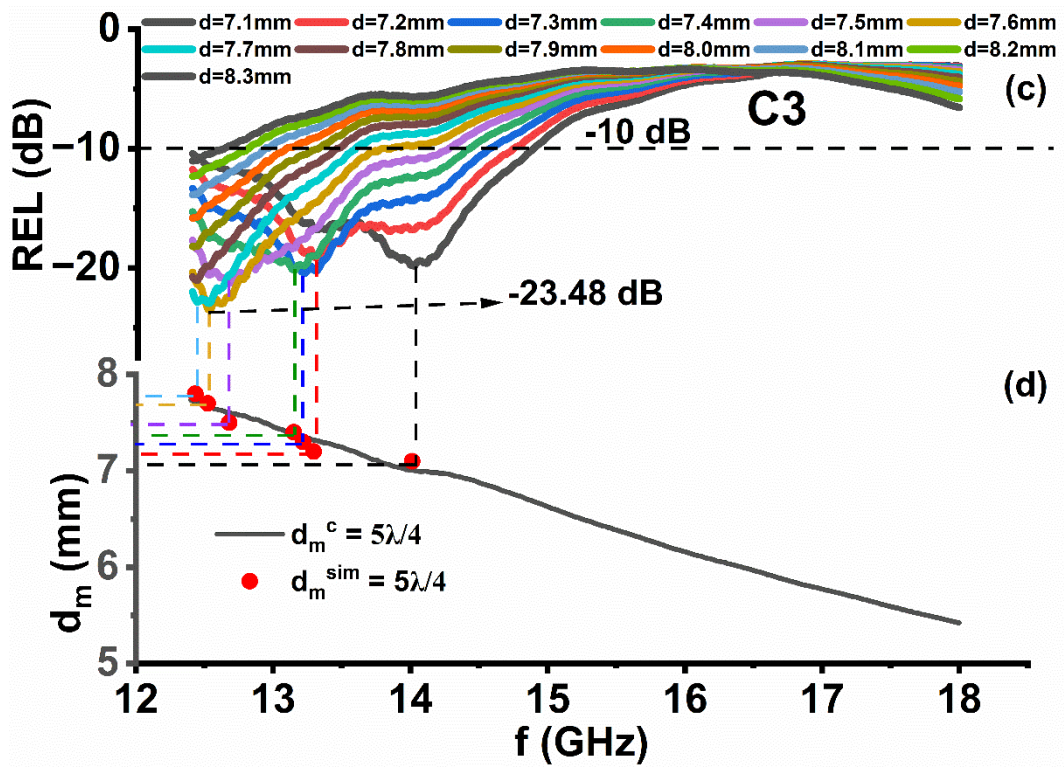 0
d=7.1mm d=7.2mm d=7.3mm d=7.4mm d=7.5mm d=7.6mm
d=7.7mm d=7.8mm d=7.9mm d=8.0mm d=8.1mm d=8.2mm
d=8.3mm
(c)
C3
-10 dB
−10
REL (dB)
−20
-23.48 dB
8
(d)
7
d_m^c = 5λ/4
d_m^sim = 5λ/4
6
d_m (mm)
5
12 13 14 15 16 17 18
f (GHz)